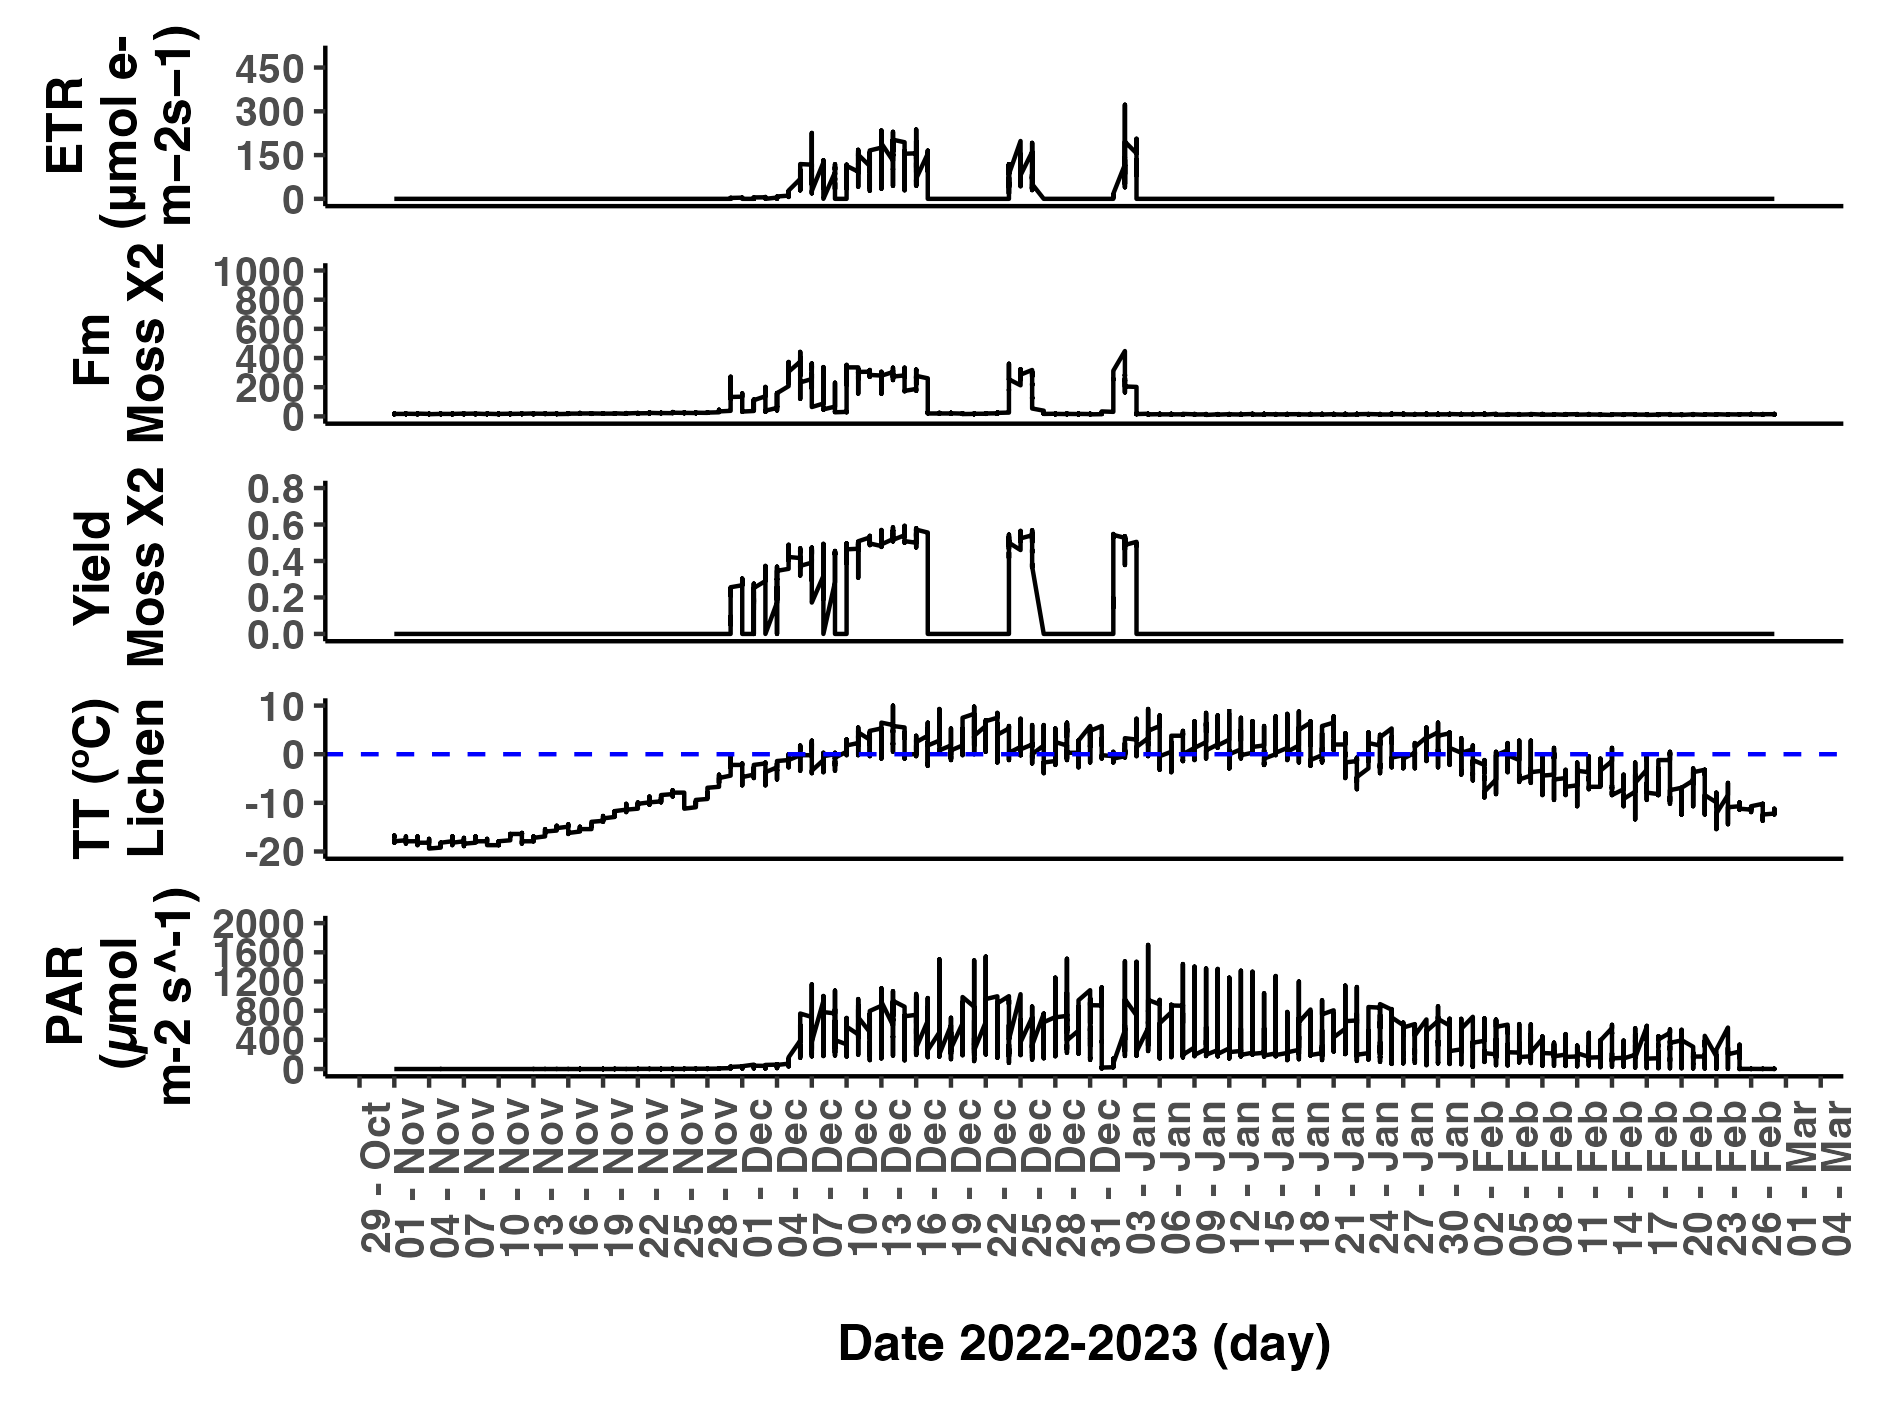 ETR
(µmol e-
m−2s−1)
450
300
150
0
Fm
Moss X2
1000
800
600
400
200
0
Yield
Moss X2
0.8
0.6
0.4
0.2
0.0
TT (ºC)
Lichen
10
0
-10
-20
PAR
(µmol
m-2 s^-1)
2000
1600
1200
800
400
0
29 - Oct
01 - Nov
04 - Nov
07 - Nov
10 - Nov
13 - Nov
16 - Nov
19 - Nov
22 - Nov
25 - Nov
28 - Nov
01 - Dec
04 - Dec
07 - Dec
10 - Dec
13 - Dec
16 - Dec
19 - Dec
22 - Dec
25 - Dec
28 - Dec
31 - Dec
03 - Jan
06 - Jan
09 - Jan
12 - Jan
15 - Jan
18 - Jan
21 - Jan
24 - Jan
27 - Jan
30 - Jan
02 - Feb
05 - Feb
08 - Feb
11 - Feb
14 - Feb
17 - Feb
20 - Feb
23 - Feb
26 - Feb
01 - Mar
04 - Mar
Date 2022-2023 (day)